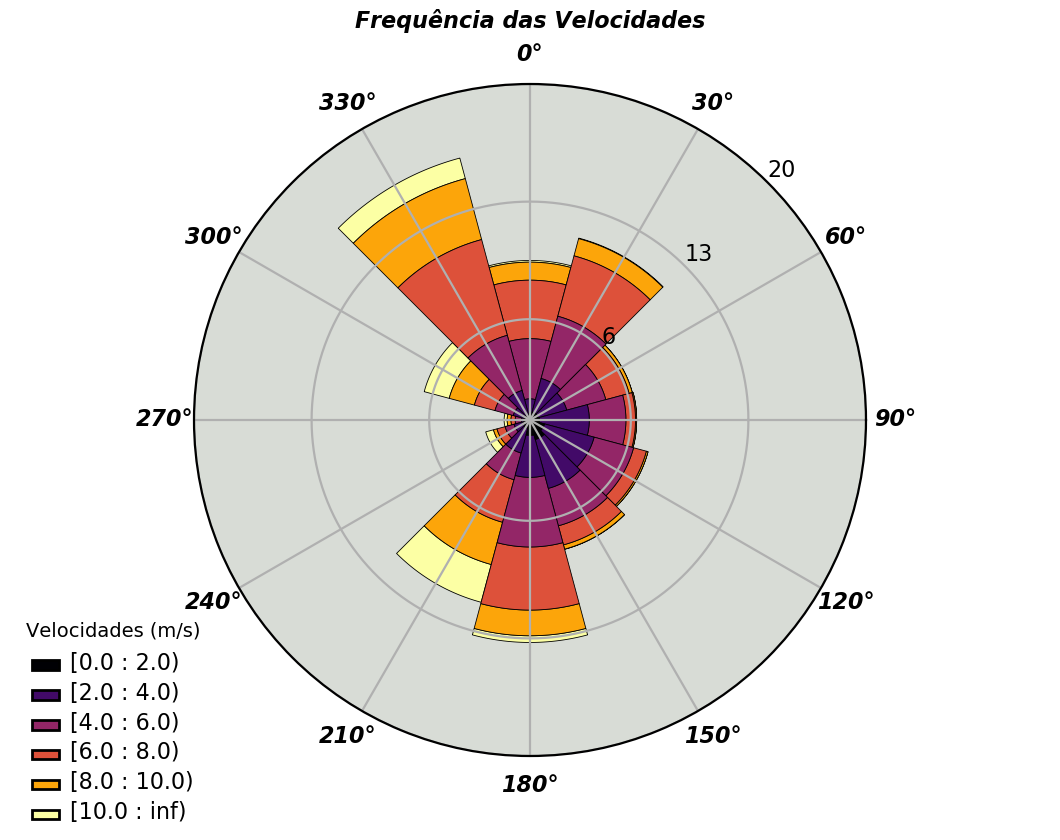 Frequência das Velocidades
0°
330°
30°
20
300°
60°
13
6
270°
90°
240°
120°
210°
150°
180°
Velocidades (m/s)
[0.0 : 2.0)
[2.0 : 4.0)
[4.0 : 6.0)
[6.0 : 8.0)
[8.0 : 10.0)
[10.0 : inf)